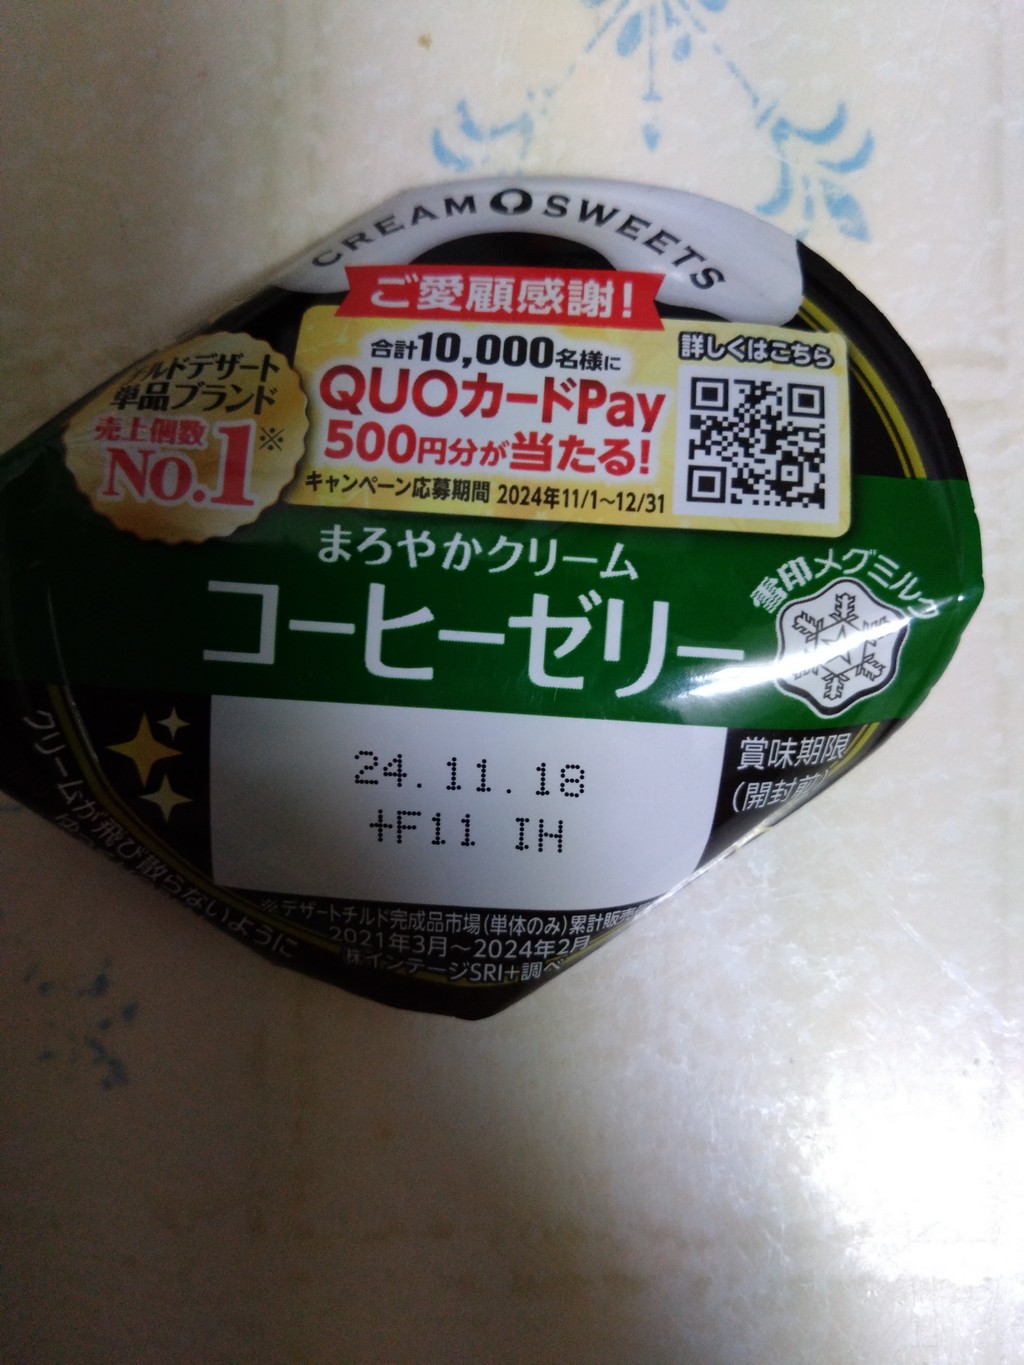 CREAM SWEETS
ご愛顧感謝!
合計10,000名様に
QUOカードPay
500円分が当たる!
キャンペーン応募期間 2024年11/1〜12/31
詳しくはこちら
ルドデザート
単品ブランド
売上個数
No.1※
まろやかクリーム
コーヒーゼリー
雪印メグミルク
24.11.18
+F11 IH
賞味期限
(開封前)
クリームが飛び散らないように
※デザートチルド完成品市場(単体のみ)累計販売
2021年3月〜2024年2月
㈱インテージSRI+調べ